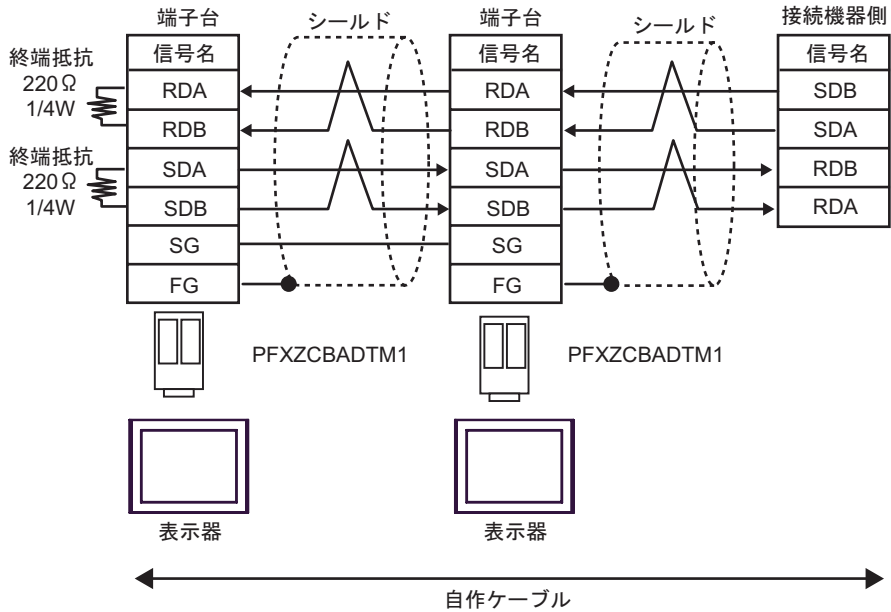 端子台
シールド
端子台
シールド
接続機器側
終端抵抗
220Ω
1/4W
終端抵抗
220Ω
1/4W
信号名
RDA
RDB
SDA
SDB
SG
FG
信号名
RDA
RDB
SDA
SDB
SG
FG
信号名
SDB
SDA
RDB
RDA
PFXZCBADTM1
PFXZCBADTM1
表示器
表示器
自作ケーブル